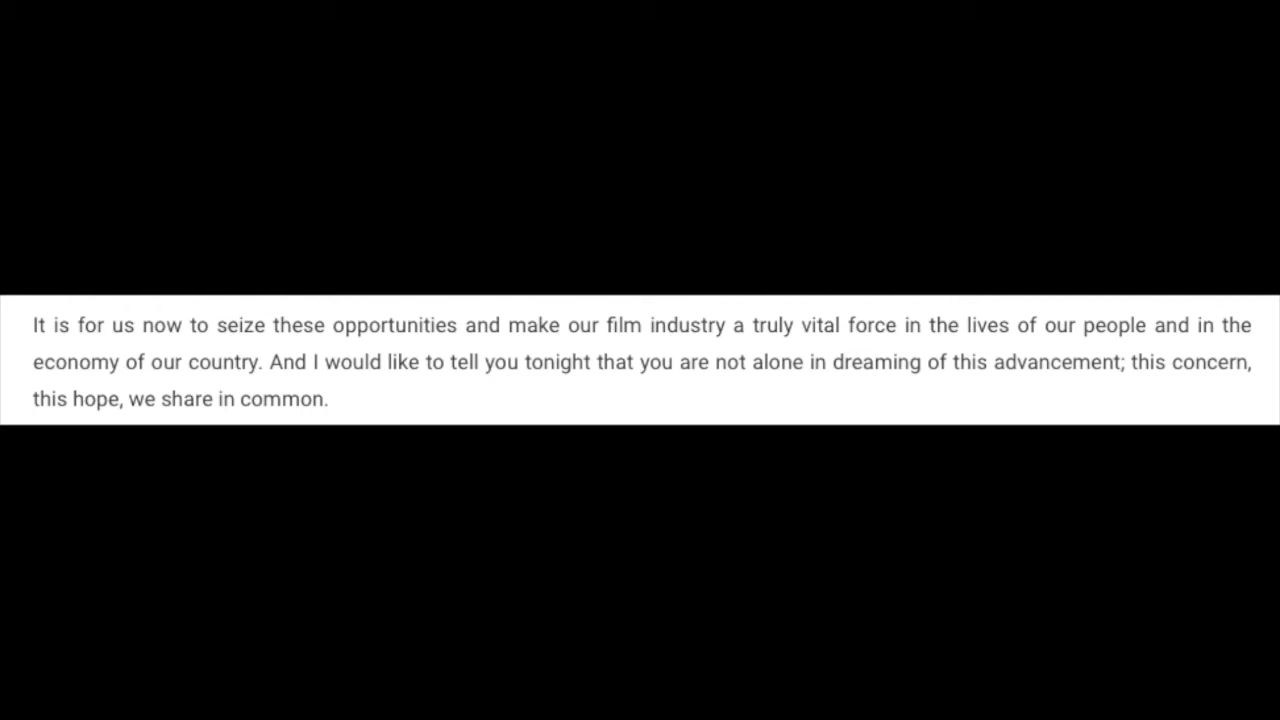 It is for us now to seize these opportunities and make our film industry a truly vital force in the lives of our people and in the
economy of our country. And I would like to tell you tonight that you are not alone in dreaming of this advancement; this concern,
this hope, we share in common.